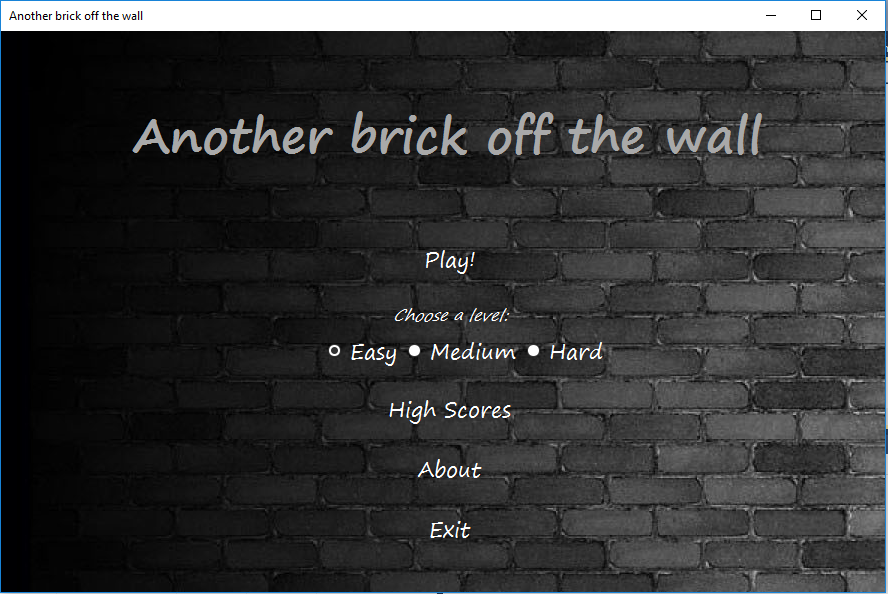 Another brick off the wall
Another brick off the wall
Play!
Choose a level:
Easy Medium Hard
High Scores
About
Exit